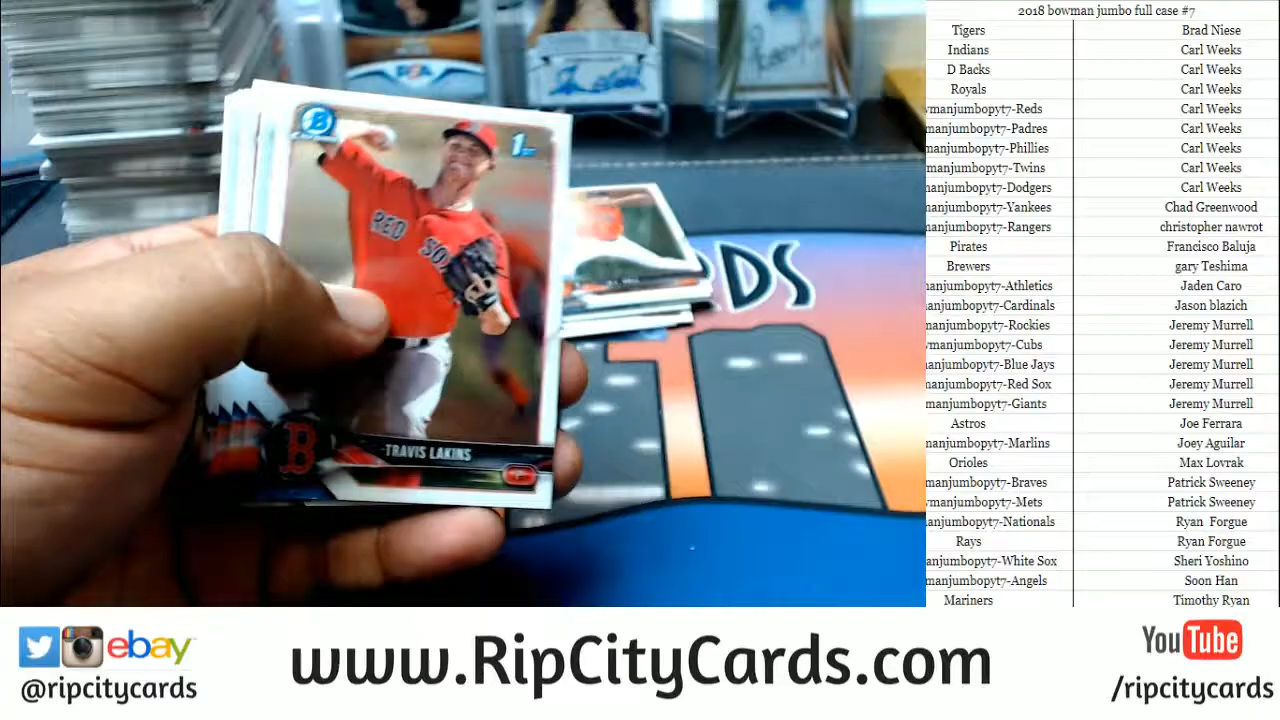 2018 bowman jumbo full case #7
Tigers Brad Niese
Indians Carl Weeks
D Backs Carl Weeks
Royals Carl Weeks
manjumbopyt7-Reds Carl Weeks
manjumbopyt7-Padres Carl Weeks
manjumbopyt7-Phillies Carl Weeks
manjumbopyt7-Twins Carl Weeks
manjumbopyt7-Dodgers Carl Weeks
manjumbopyt7-Yankees Chad Greenwood
manjumbopyt7-Rangers christopher nawrot
Pirates Francisco Baluja
Brewers gary Teshima
manjumbopyt7-Athletics Jaden Caro
manjumbopyt7-Cardinals Jason blazich
manjumbopyt7-Rockies Jeremy Murrell
manjumbopyt7-Cubs Jeremy Murrell
manjumbopyt7-Blue Jays Jeremy Murrell
manjumbopyt7-Red Sox Jeremy Murrell
manjumbopyt7-Giants Jeremy Murrell
Astros Joe Ferrara
manjumbopyt7-Marlins Joey Aguilar
Orioles Max Lovrak
manjumbopyt7-Braves Patrick Sweeney
manjumbopyt7-Mets Patrick Sweeney
anjumbopyt7-Nationals Ryan Forgue
Rays Ryan Forgue
anjumbopyt7-White Sox Sheri Yoshino
manjumbopyt7-Angels Soon Han
Mariners Timothy Ryan
B
1st
RED SOX
B
TRAVIS LAKINS
RDS
ebay
@ripcitycards
www.RipCityCards.com
YouTube
/ripcitycards